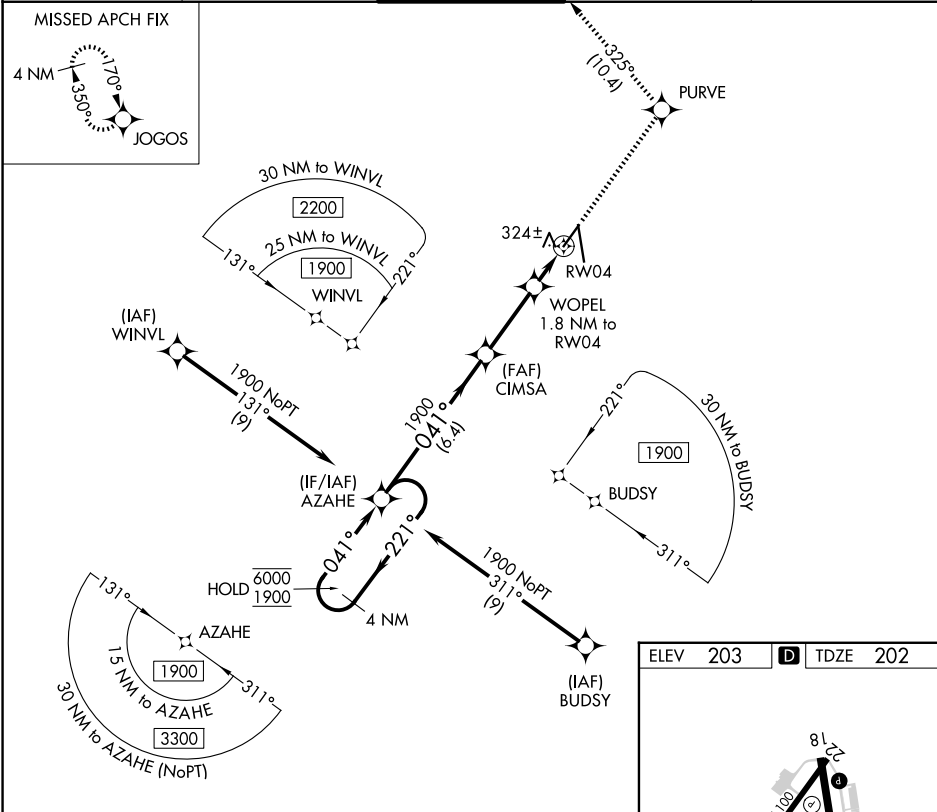 MISSED APCH FIX
4 NM
170°
350°
JOGOS
325°
(10.4)
PURVE
30 NM to WINVL
2200
25 NM to WINVL
1900
131°
221°
WINVL
324±
RW04
WOPEL
1.8 NM to
RW04
(IAF)
WINVL
1900 NoPT
131°
(9)
(FAF)
CIMSA
1900
041°
(6.4)
(IF/IAF)
AZAHE
221°
30 NM to BUDSY
1900
BUDSY
311°
041°
221°
HOLD
6000
1900
4 NM
1900 NoPT
311°
(9)
(IAF)
BUDSY
131°
AZAHE
1900
15 NM to AZAHE
311°
3300
30 NM to AZAHE (NoPT)
ELEV 203 D TDZE 202
18
22
100
P
P